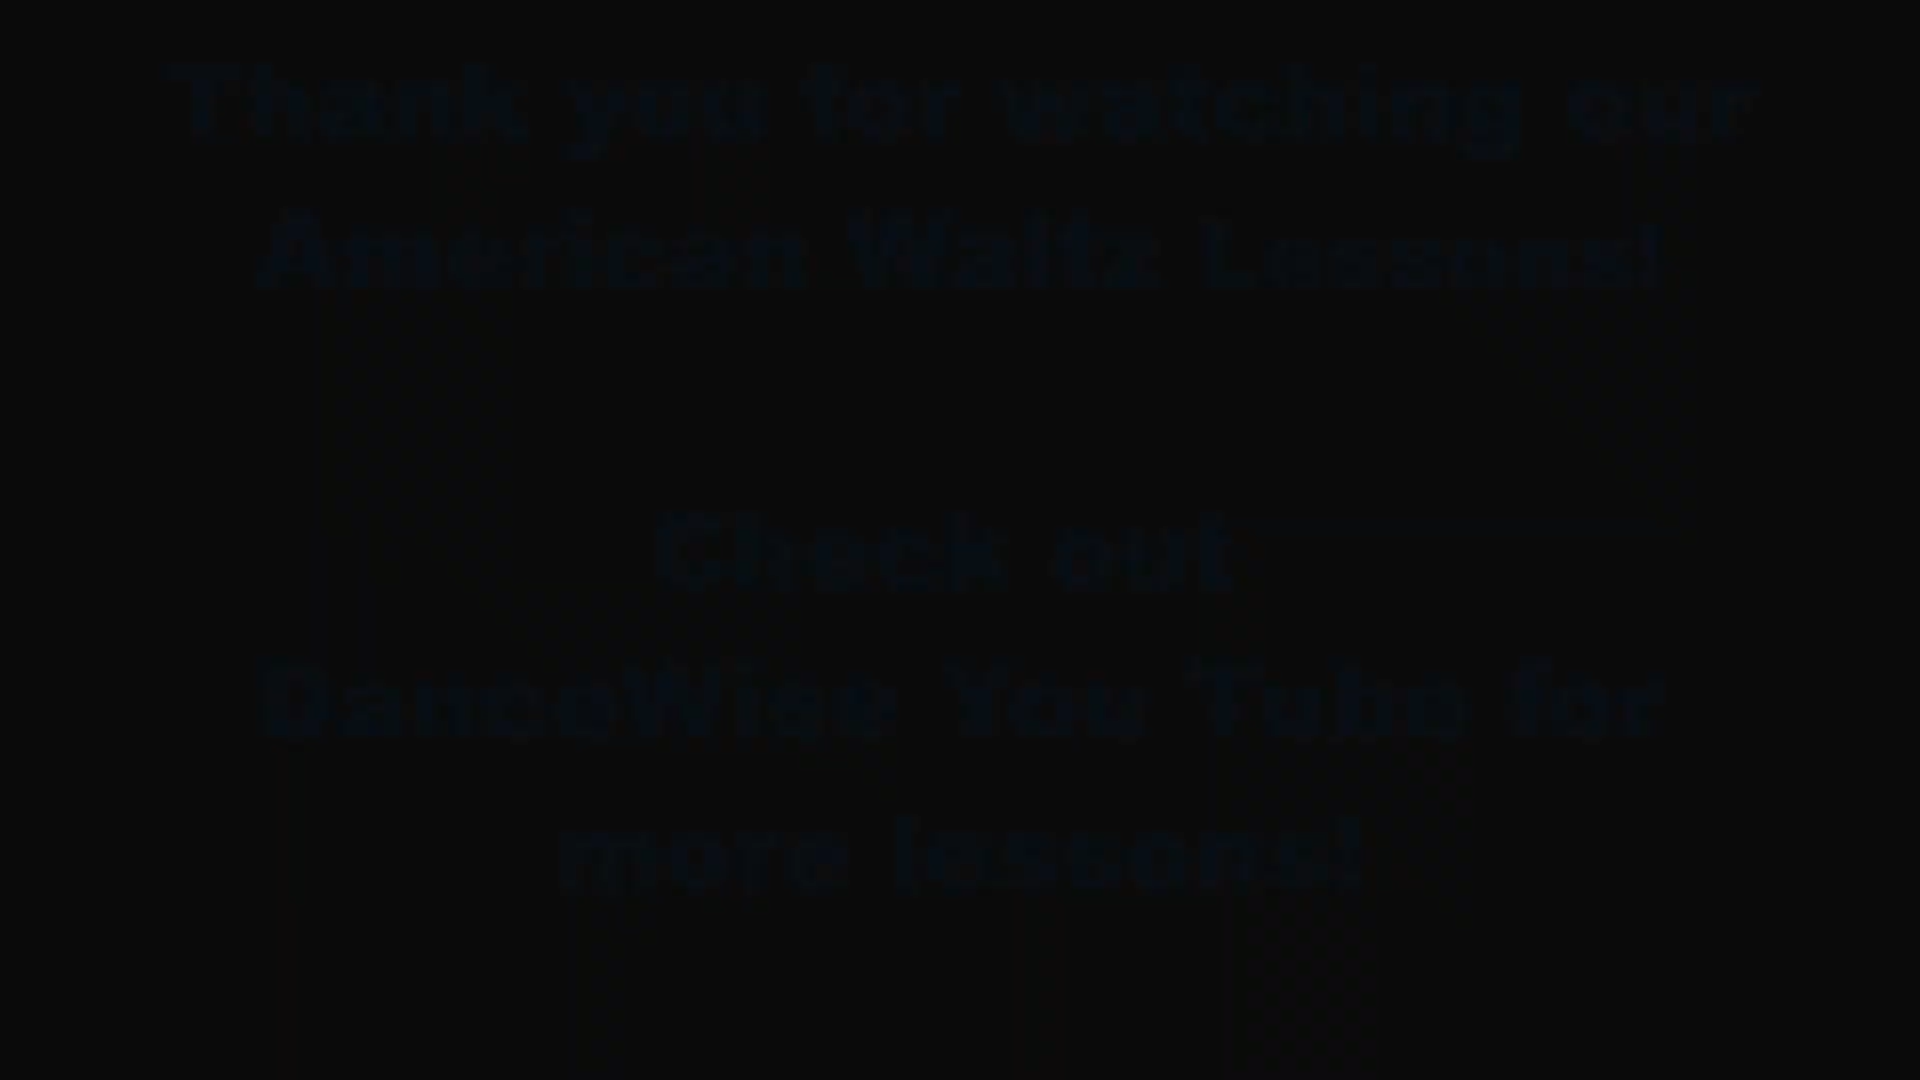 Thank you for watching our
American Waltz Lessons!
Check out
DanceWise You Tube for
more lessons!